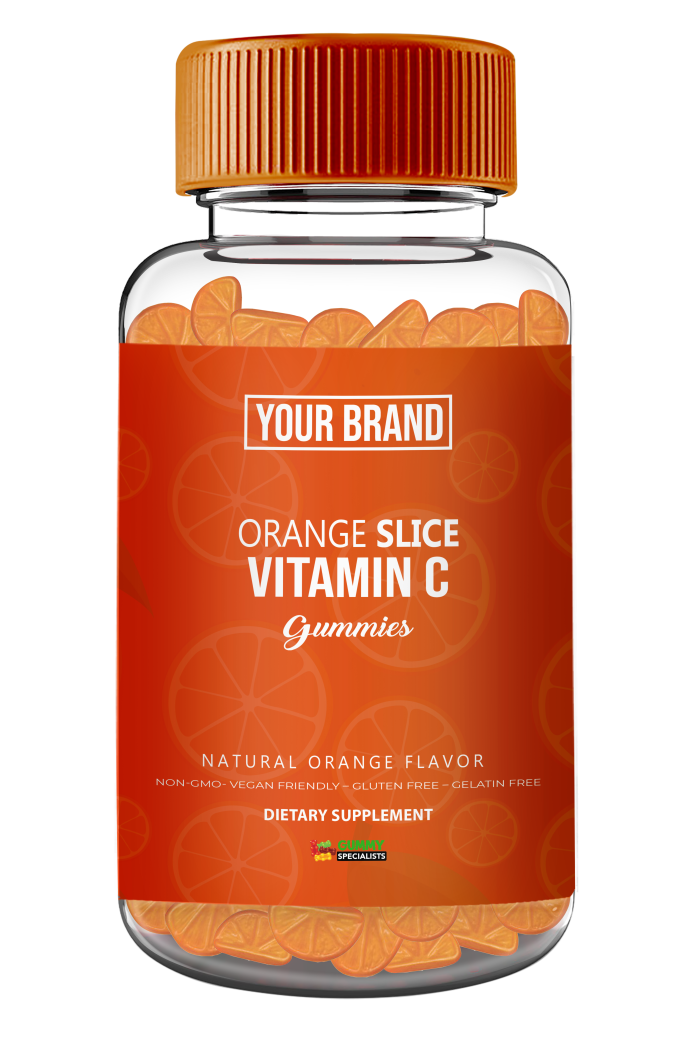 YOUR BRAND
ORANGE SLICE
VITAMIN C
Gummies
NATURAL ORANGE FLAVOR
NON-GMO- VEGAN FRIENDLY ~ GLUTEN FREE – GELATIN FREE
DIETARY SUPPLEMENT
GUMMY
SPECIALISTS